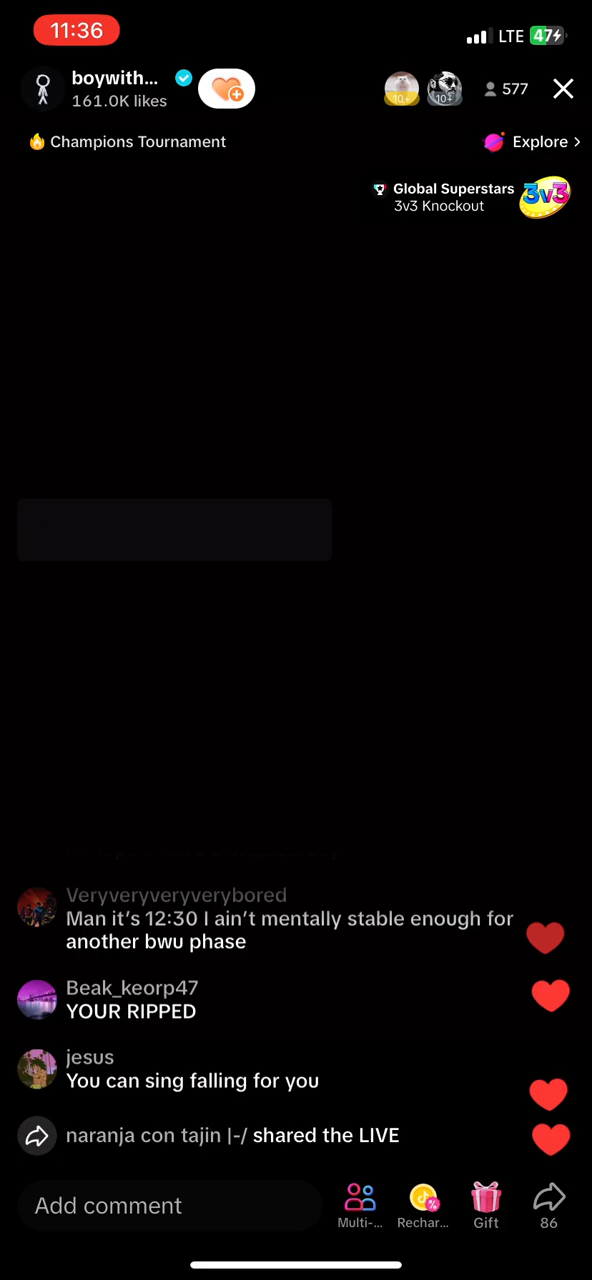 11:36
LTE 47
boywith...
161.0K likes
10+
10+
577
Champions Tournament
Explore >
Global Superstars
3v3 Knockout
3v3
Veryveryveryverybored
Man it's 12:30 I ain't mentally stable enough for
another bwu phase
Beak_keorp47
YOUR RIPPED
jesus
You can sing falling for you
naranja con tajin |-/ shared the LIVE
Add comment
Multi-...
Rechar...
Gift
86